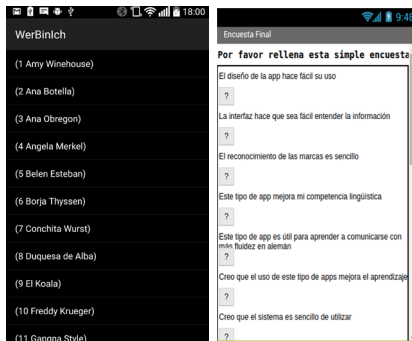 18:00
WerBinIch
(1 Amy Winehouse)
(2 Ana Botella)
(3 Ana Obregon)
(4 Angela Merkel)
(5 Belen Esteban)
(6 Borja Thyssen)
(7 Conchita Wurst)
(8 Duquesa de Alba)
(9 El Koala)
(10 Freddy Krueger)
(11 Gangna Style)
9:48
Encuesta Final
Por favor rellena esta simple encuesta
El diseño de la app hace fácil su uso
?
La interfaz hace que sea fácil entender la información
?
El reconocimiento de las marcas es sencillo
?
Este tipo de app mejora mi competencia lingüística
?
Este tipo de app es útil para aprender a comunicarse con
más fluidez en alemán
?
Creo que el uso de este tipo de apps mejora el aprendizaje
?
Creo que el sistema es sencillo de utilizar
?